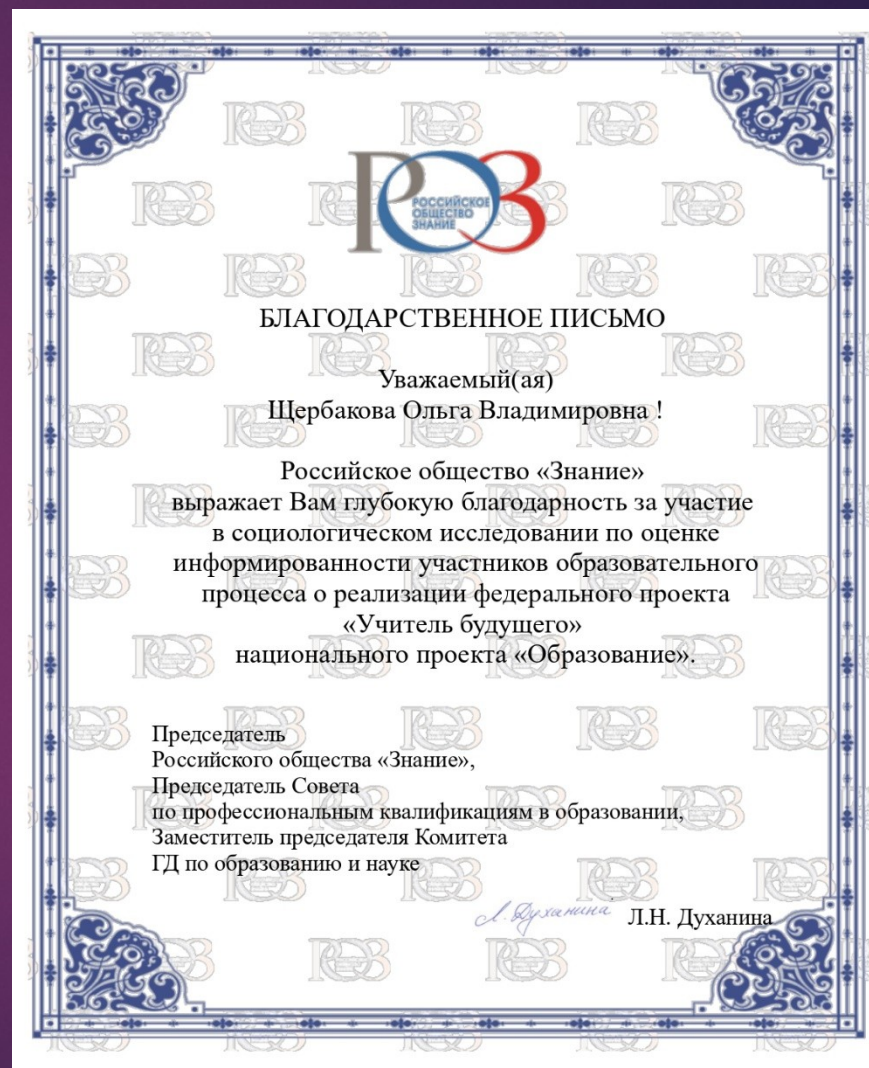 РОЗ
РОССИЙСКОЕ
ОБЩЕСТВО
ЗНАНИЕ
БЛАГОДАРСТВЕННОЕ ПИСЬМО
Уважаемый(ая)
Щербакова Ольга Владимировна !
Российское общество «Знание»
выражает Вам глубокую благодарность за участие
в социологическом исследовании по оценке
информированности участников образовательного
процесса о реализации федерального проекта
«Учитель будущего»
национального проекта «Образование».
Председатель
Российского общества «Знание»,
Председатель Совета
по профессиональным квалификациям в образовании,
Заместитель председателя Комитета
ГД по образованию и науке
Л. Духанина Л.Н. Духанина